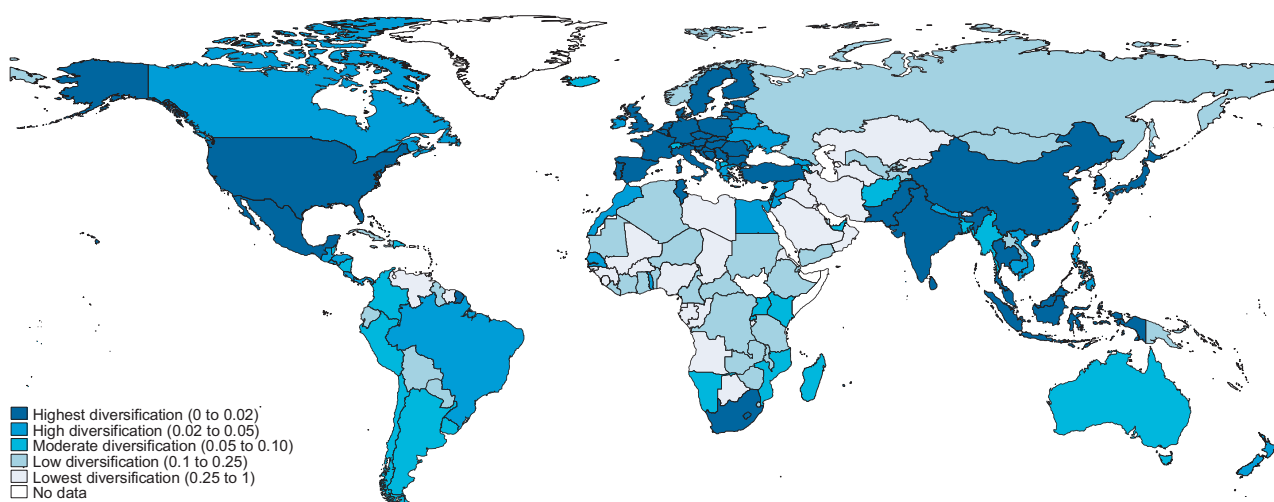 Highest diversification (0 to 0.02)
High diversification (0.02 to 0.05)
Moderate diversification (0.05 to 0.10)
Low diversification (0.1 to 0.25)
Lowest diversification (0.25 to 1)
No data